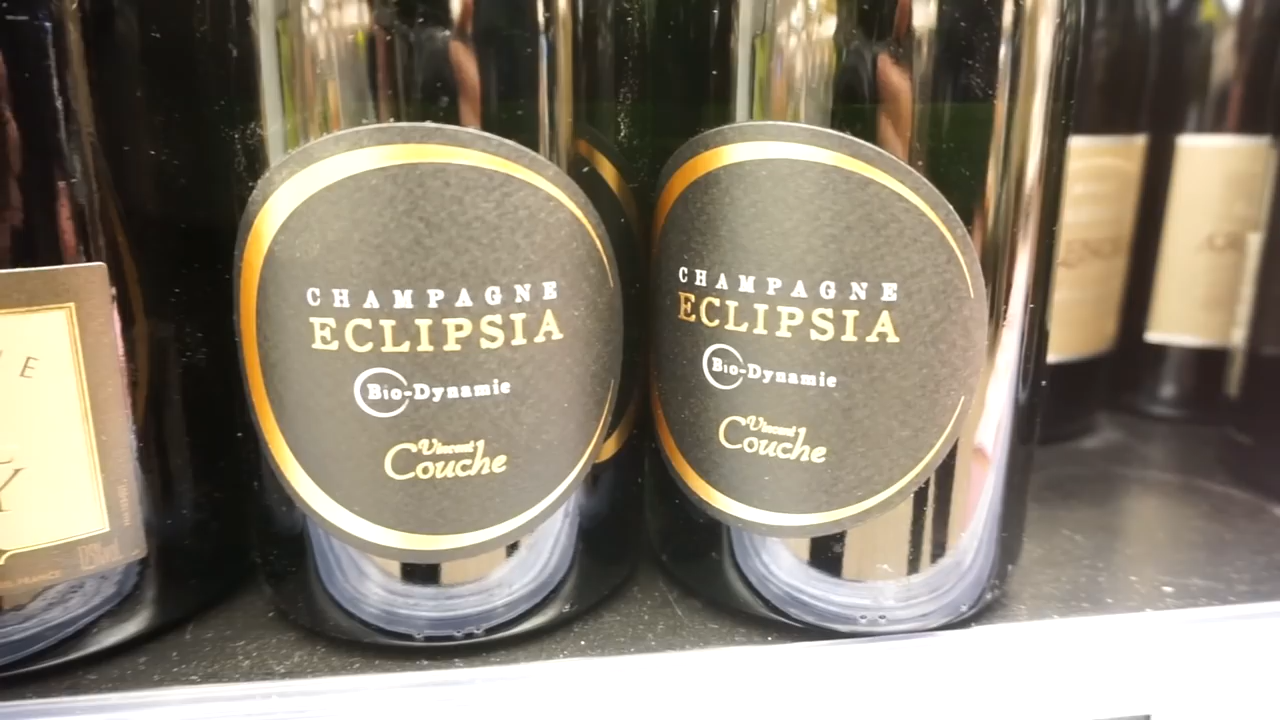 CHAMPAGNE
ECLIPSIA
Bio-Dynamie
Vincent
Couche
CHAMPAGNE
ECLIPSIA
Bio-Dynamie
Vincent
Couche